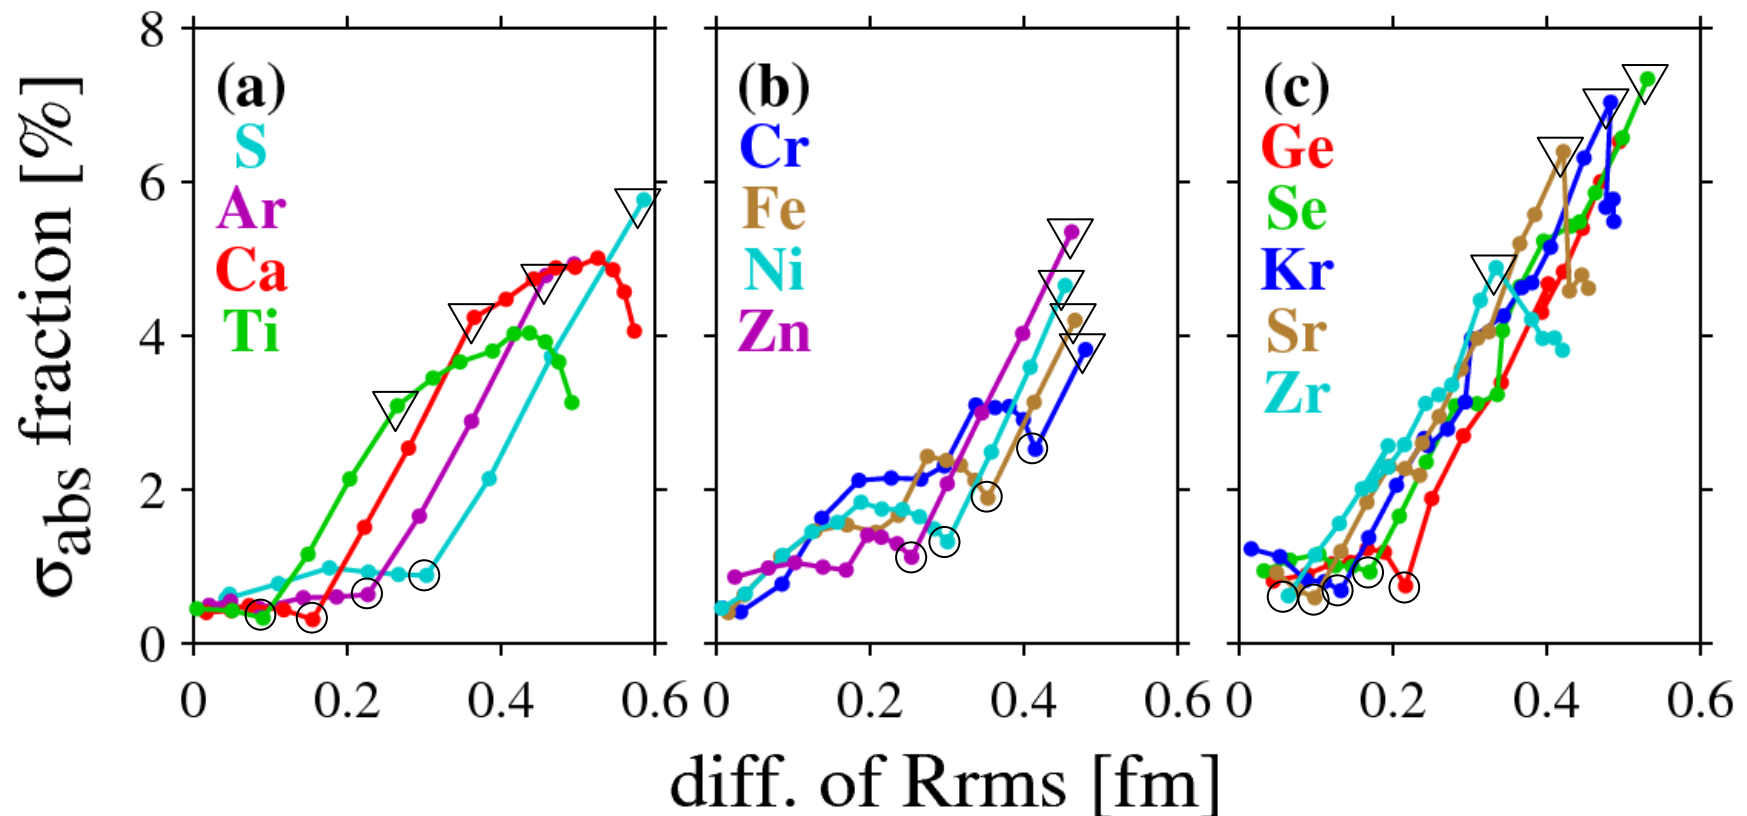 σabs fraction [%]
8
6
4
2
0
(a)
S
Ar
Ca
Ti
(b)
Cr
Fe
Ni
Zn
(c)
Ge
Se
Kr
Sr
Zr
0 0.2 0.4 0.6
0 0.2 0.4 0.6
0 0.2 0.4 0.6
diff. of Rrms [fm]